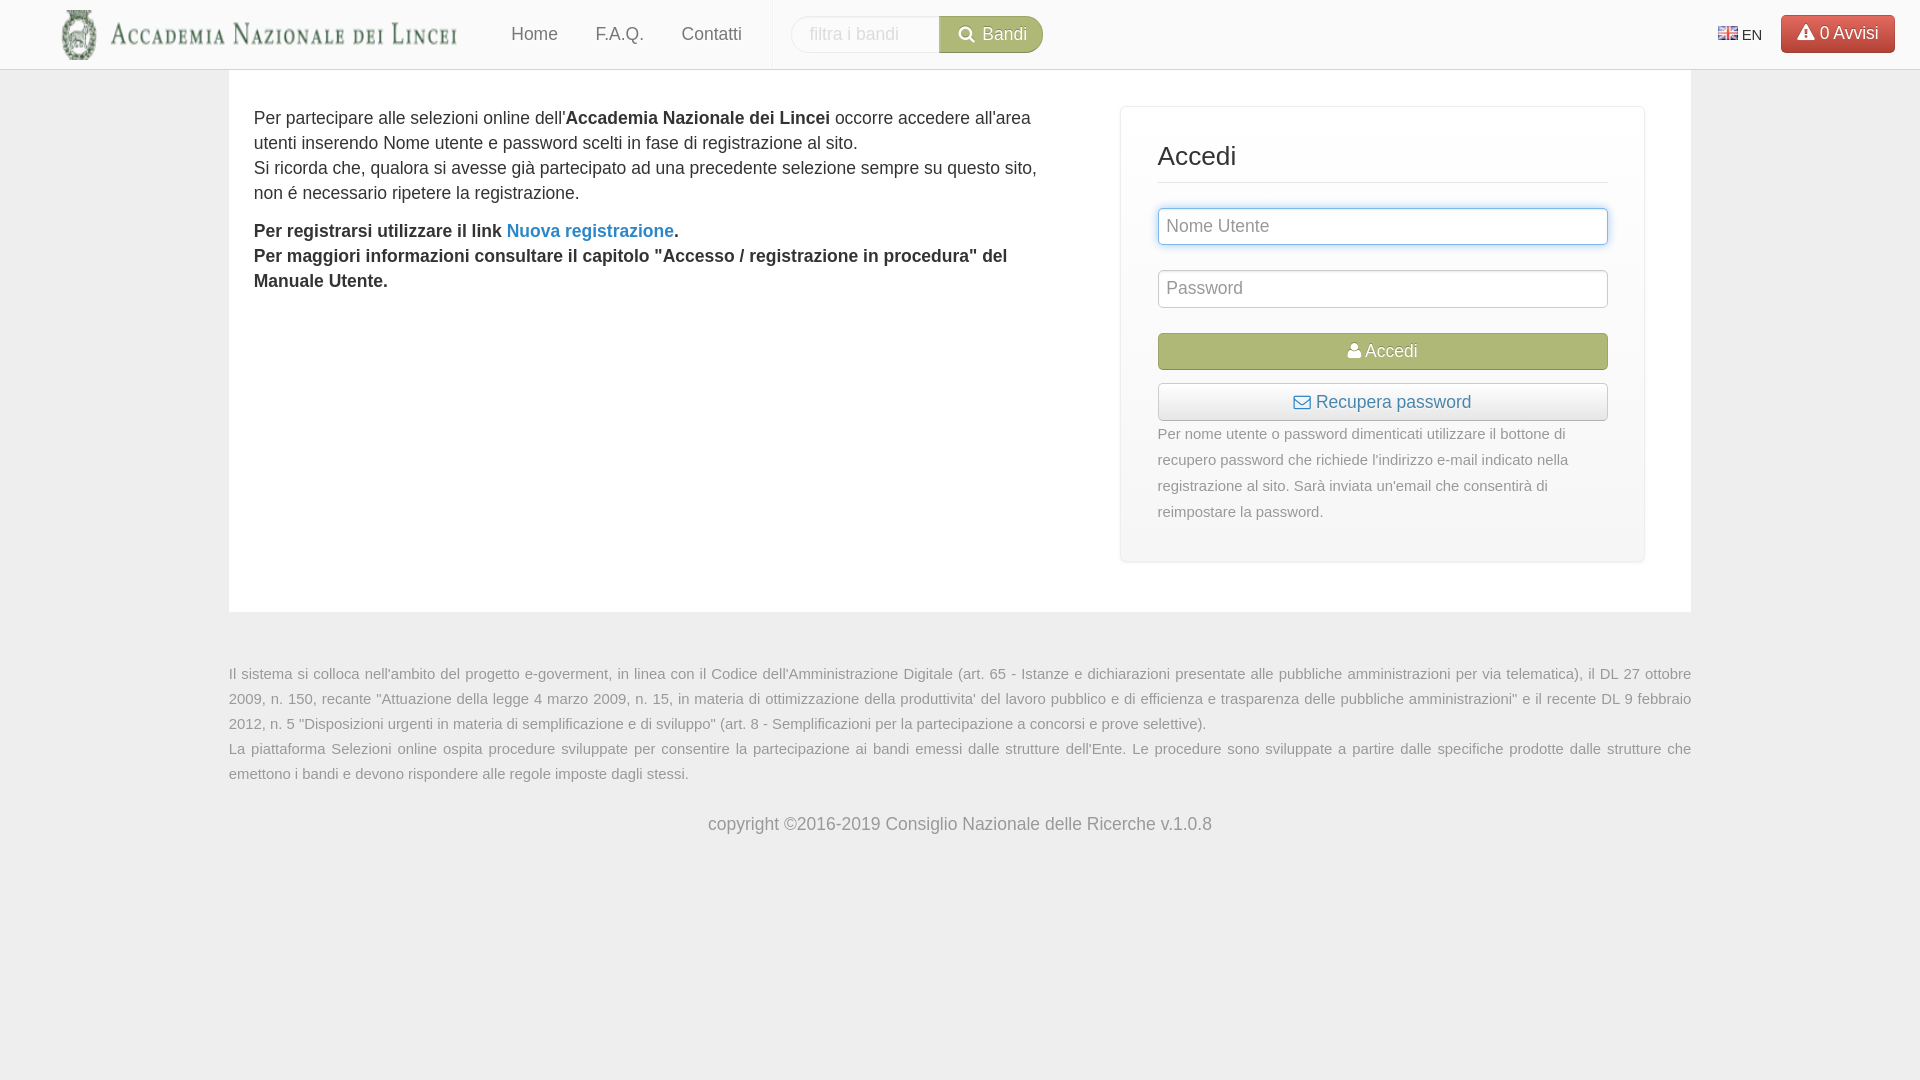 Accademia Nazionale dei Lincei
Home
F.A.Q.
Contatti
filtra i bandi
Bandi
EN
0 Avvisi
Per partecipare alle selezioni online dell'Accademia Nazionale dei Lincei occorre accedere all'area
utenti inserendo Nome utente e password scelti in fase di registrazione al sito.
Si ricorda che, qualora si avesse già partecipato ad una precedente selezione sempre su questo sito,
non é necessario ripetere la registrazione.
Per registrarsi utilizzare il link Nuova registrazione.
Per maggiori informazioni consultare il capitolo "Accesso / registrazione in procedura" del
Manuale Utente.
Accedi
Nome Utente
Password
Accedi
Recupera password
Per nome utente o password dimenticati utilizzare il bottone di
recupero password che richiede l'indirizzo e-mail indicato nella
registrazione al sito. Sarà inviata un'email che consentirà di
reimpostare la password.
Il sistema si colloca nell'ambito del progetto e-goverment, in linea con il Codice dell'Amministrazione Digitale (art. 65 - Istanze e dichiarazioni presentate alle pubbliche amministrazioni per via telematica), il DL 27 ottobre
2009, n. 150, recante "Attuazione della legge 4 marzo 2009, n. 15, in materia di ottimizzazione della produttivita' del lavoro pubblico e di efficienza e trasparenza delle pubbliche amministrazioni" e il recente DL 9 febbraio
2012, n. 5 "Disposizioni urgenti in materia di semplificazione e di sviluppo" (art. 8 - Semplificazioni per la partecipazione a concorsi e prove selettive).
La piattaforma Selezioni online ospita procedure sviluppate per consentire la partecipazione ai bandi emessi dalle strutture dell'Ente. Le procedure sono sviluppate a partire dalle specifiche prodotte dalle strutture che
emettono i bandi e devono rispondere alle regole imposte dagli stessi.
copyright ©2016-2019 Consiglio Nazionale delle Ricerche v.1.0.8